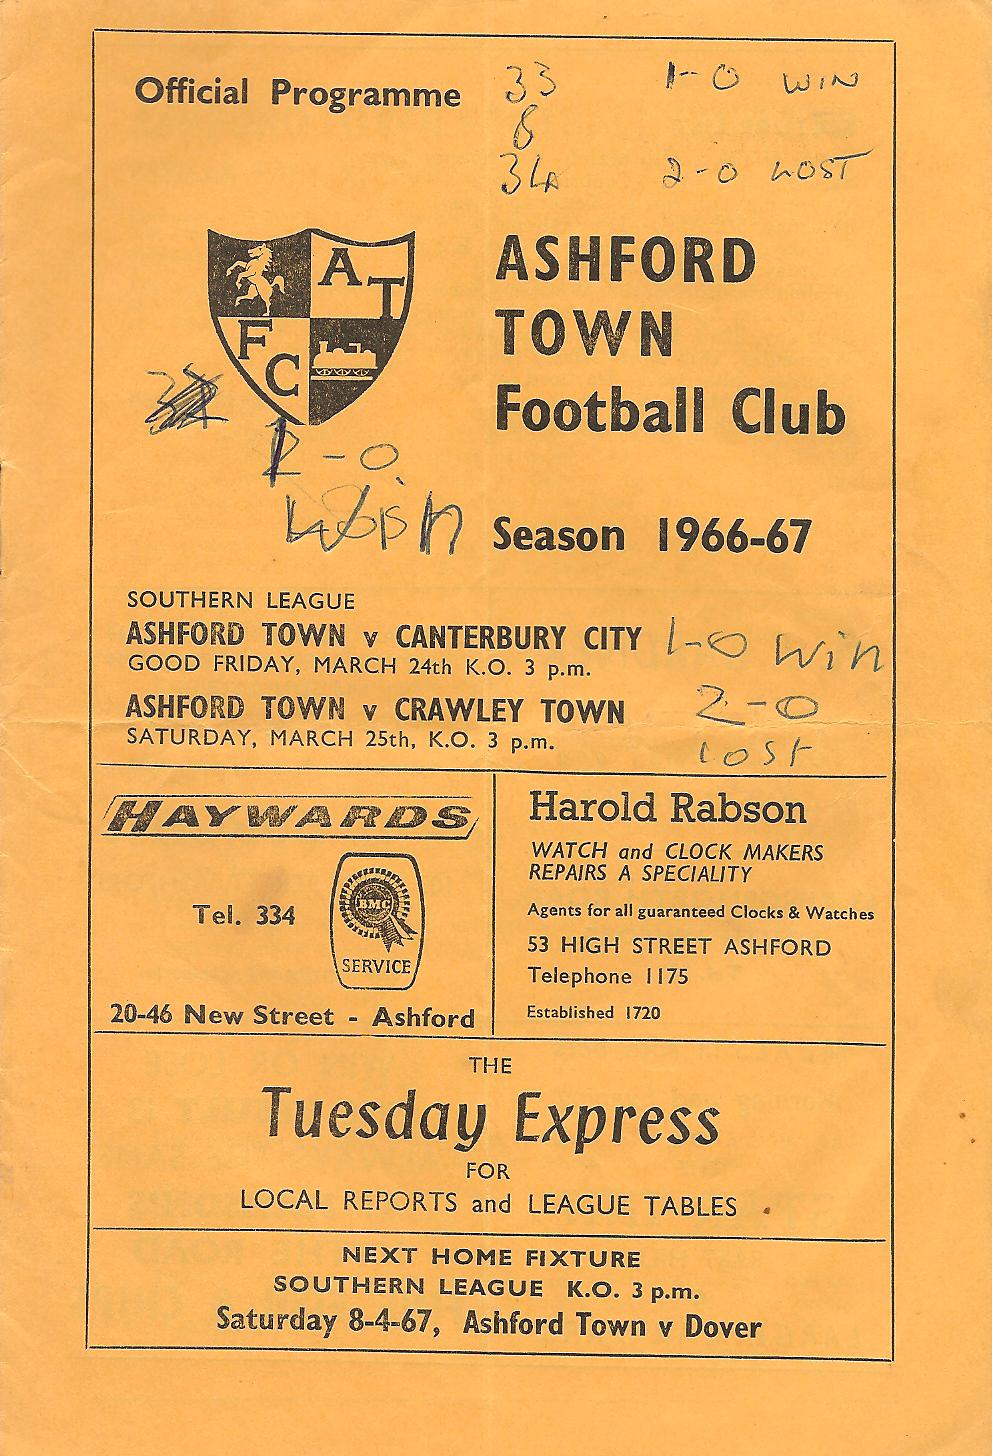 Official Programme
33 1-0 WIN
&
34A 2-0 LOST
A T
F C
ASHFORD
TOWN
Football Club
2-0
Season 1966-67
SOUTHERN LEAGUE
ASHFORD TOWN v CANTERBURY CITY 1-0 Win
GOOD FRIDAY, MARCH 24th K.O. 3 p.m.
ASHFORD TOWN v CRAWLEY TOWN 2-0
SATURDAY, MARCH 25th, K.O. 3 p.m. LOST
HAYWARDS
Tel. 334
BMC
SERVICE
20-46 New Street - Ashford
Harold Rabson
WATCH and CLOCK MAKERS
REPAIRS A SPECIALITY
Agents for all guaranteed Clocks & Watches
53 HIGH STREET ASHFORD
Telephone 1175
Established 1720
THE
Tuesday Express
FOR
LOCAL REPORTS and LEAGUE TABLES
NEXT HOME FIXTURE
SOUTHERN LEAGUE K.O. 3 p.m.
Saturday 8-4-67, Ashford Town v Dover